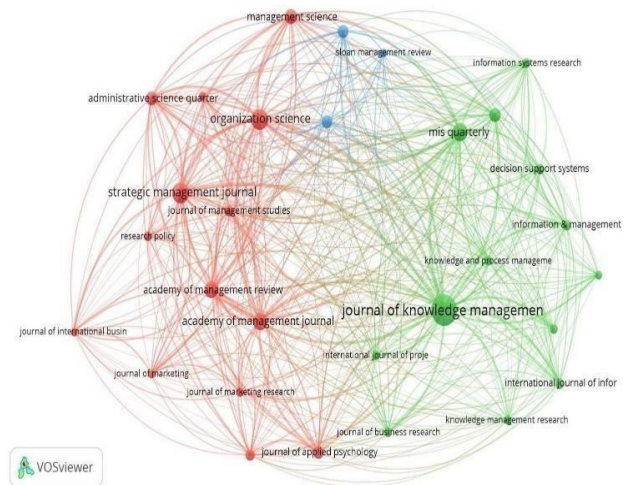 management science
sloan management review
information systems research
administrative science quarter
organization science
mis quarterly
decision support systems
strategic management journal
journal of management studies
information & management
research policy
knowledge and process manageme
academy of management review
journal of knowledge managemen
academy of management journal
journal of international busin
international journal of proje
journal of marketing
international journal of infor
journal of marketing research
knowledge management research
journal of business research
journal of applied psychology
VOSviewer